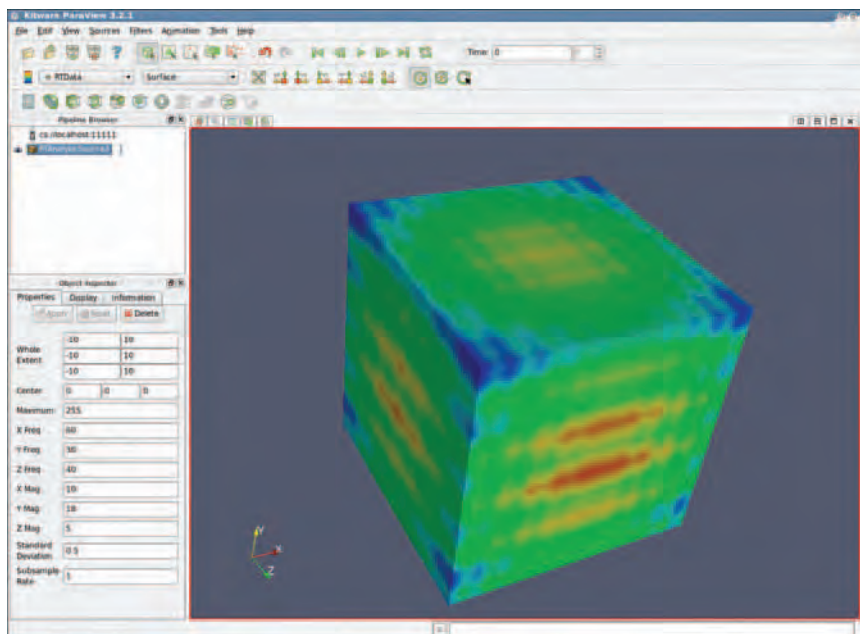 Kitware ParaView 3.2.1
File Edit View Sources Filters Animation Tools Help
Time: 0
RTData Surface
Pipeline Browser
cs://localhost:11111
Object Inspector
Properties Display Information
Apply Reset Delete
Whole Extent
-10 10
-10 10
-10 10
Center 0 0 0
Maximum 255
X Freq 60
Y Freq 30
Z Freq 40
X Mag 10
Y Mag 18
Z Mag 5
Standard Deviation 0.5
Subsample Rate 1
Y
X
Z